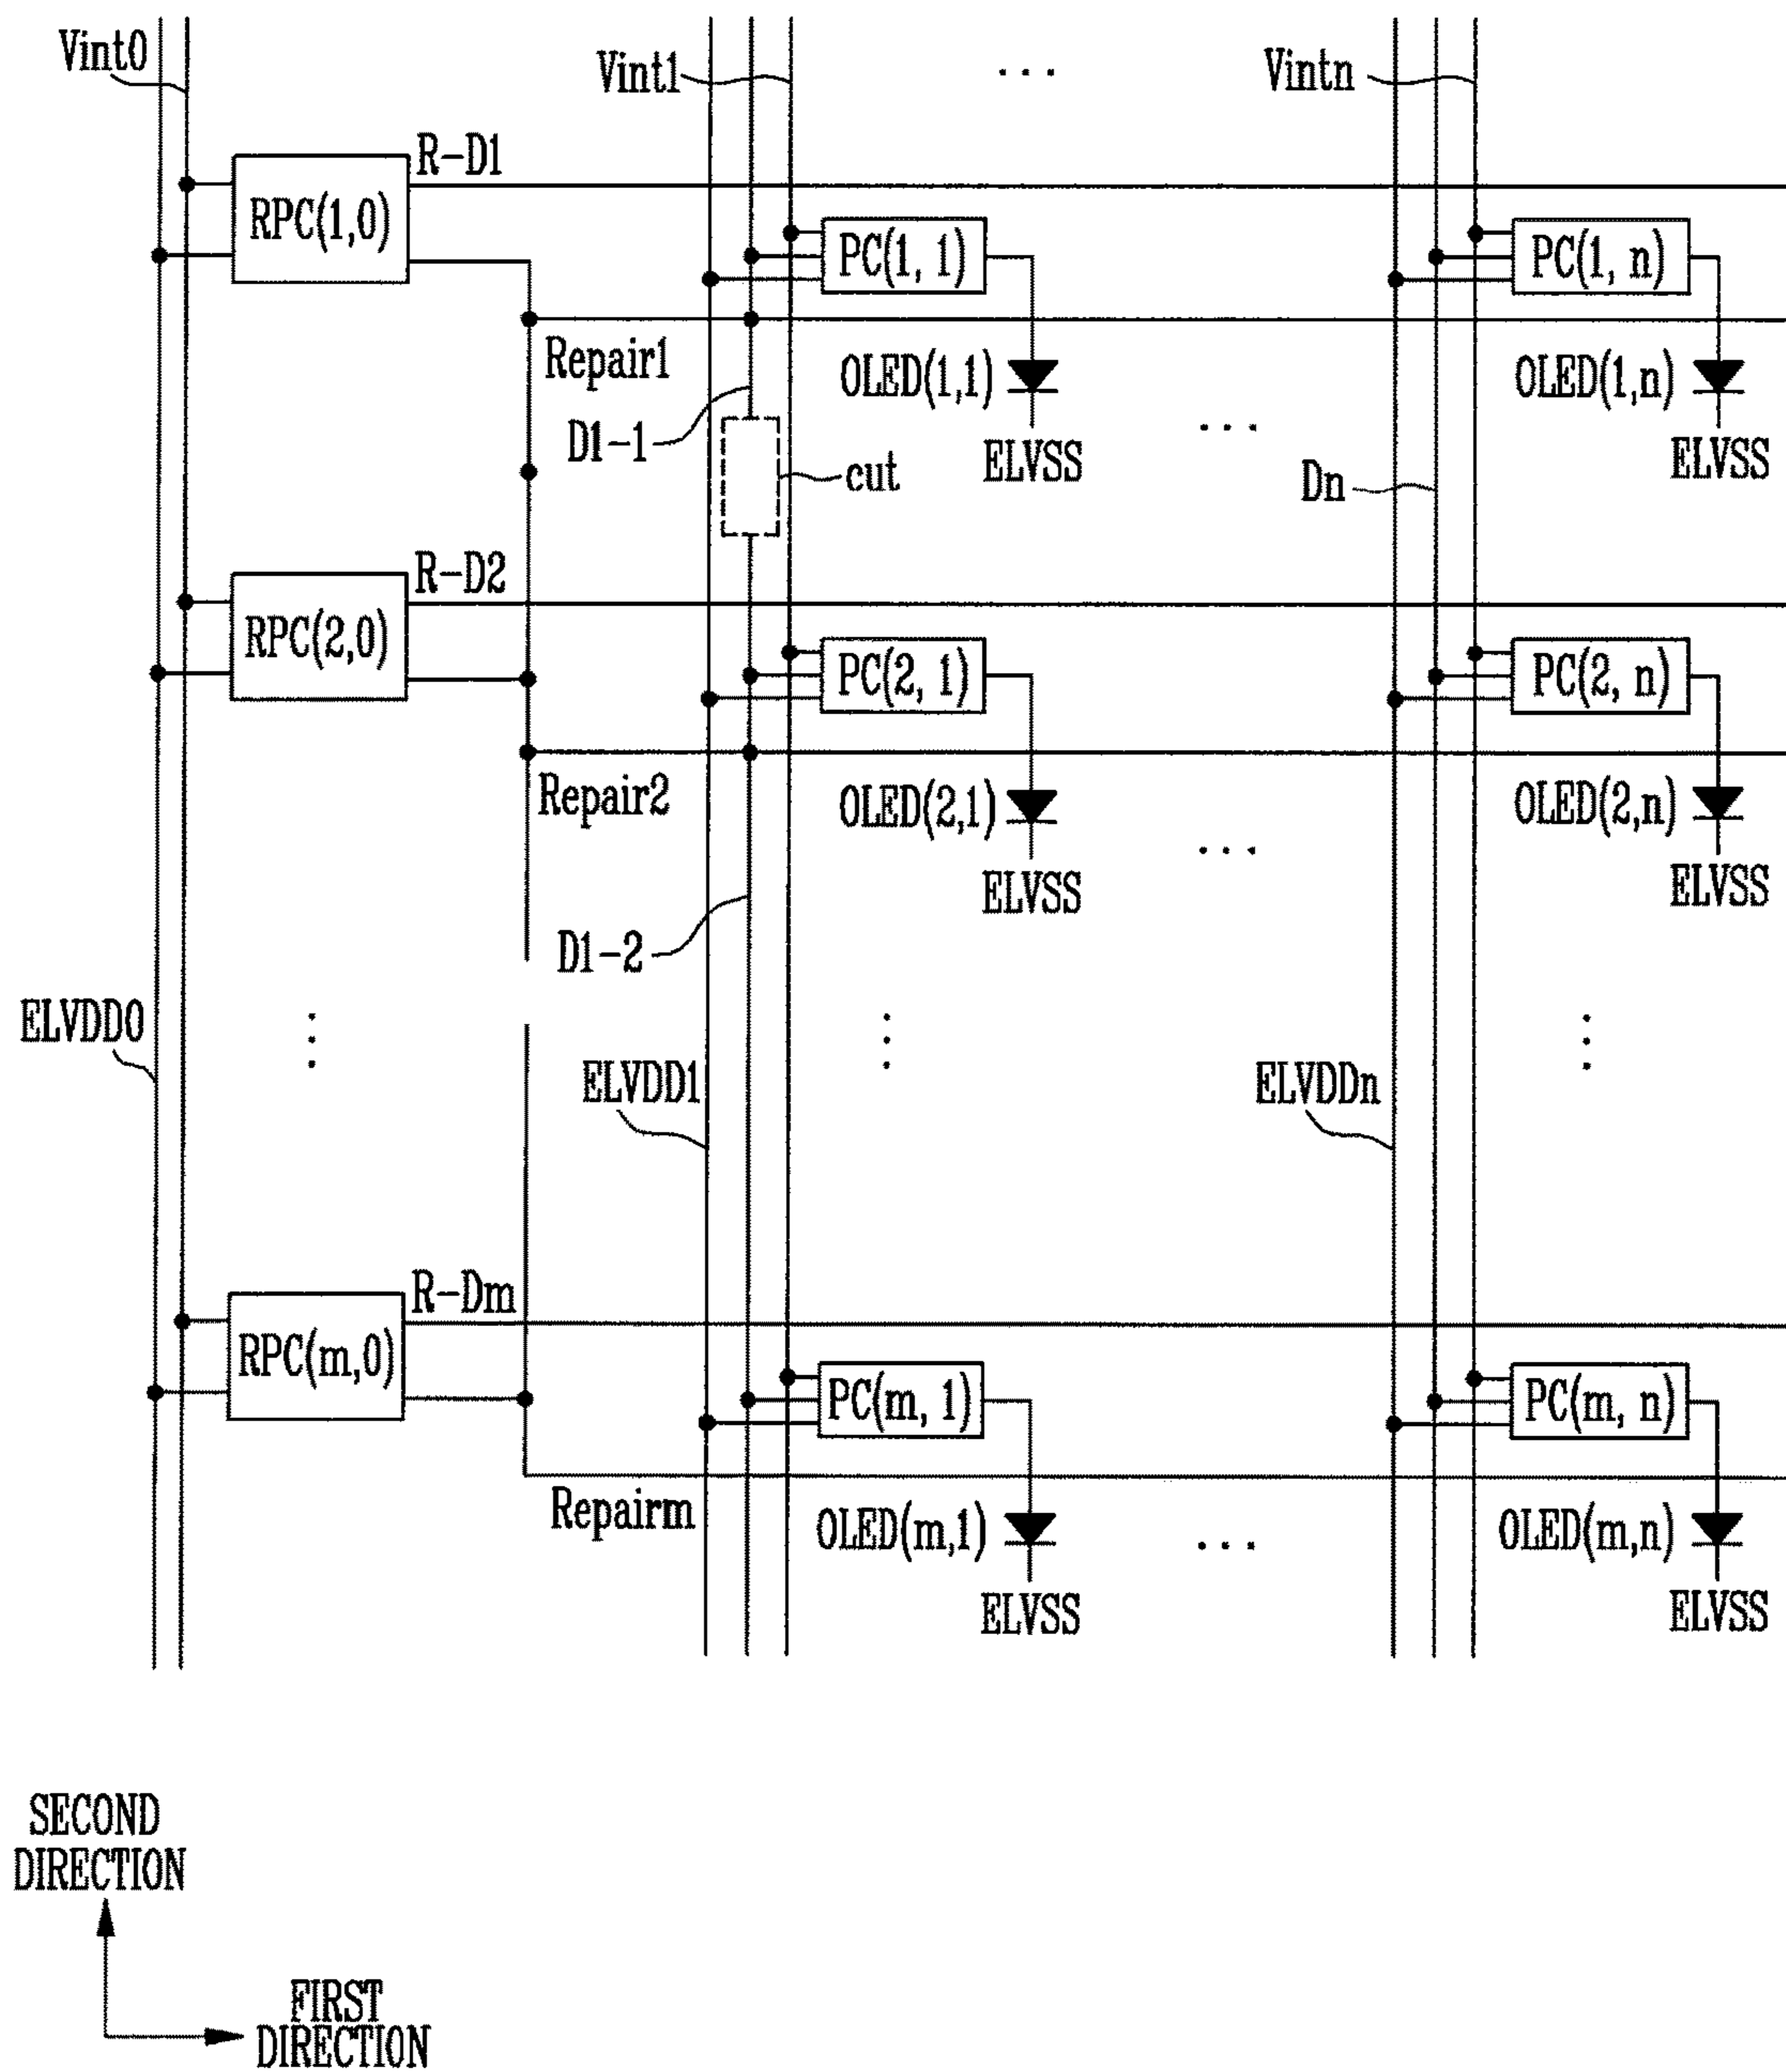 Vint0
Vint1
...
Vintn
R-D1
RPC(1,0)
PC(1, 1)
PC(1, n)
Repair1
OLED(1,1)
OLED(1,n)
D1-1
cut
ELVSS
...
Dn
ELVSS
R-D2
RPC(2,0)
PC(2, 1)
PC(2, n)
Repair2
OLED(2,1)
OLED(2,n)
...
ELVSS
ELVSS
D1-2
ELVDD0
ELVDD1
ELVDDn
R-Dm
RPC(m,0)
PC(m, 1)
PC(m, n)
Repairm
OLED(m,1)
...
OLED(m,n)
ELVSS
ELVSS
SECOND
DIRECTION
FIRST
DIRECTION